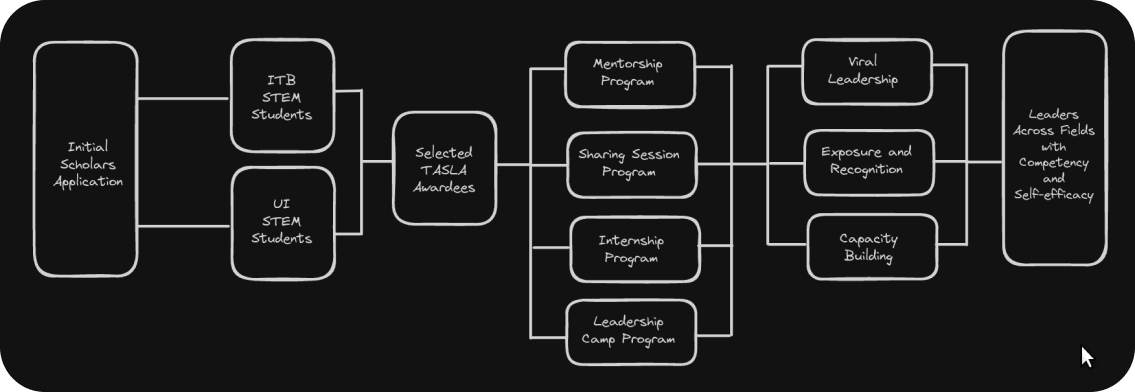 Initial
Scholars
Application
ITB
STEM
Students
UI
STEM
Students
Selected
TASLA
Awardees
Mentorship
Program
Sharing Session
Program
Internship
Program
Leadership
Camp Program
Viral
Leadership
Exposure and
Recognition
Capacity
Building
Leaders
Across Fields
with
Competency
and
Self-efficacy